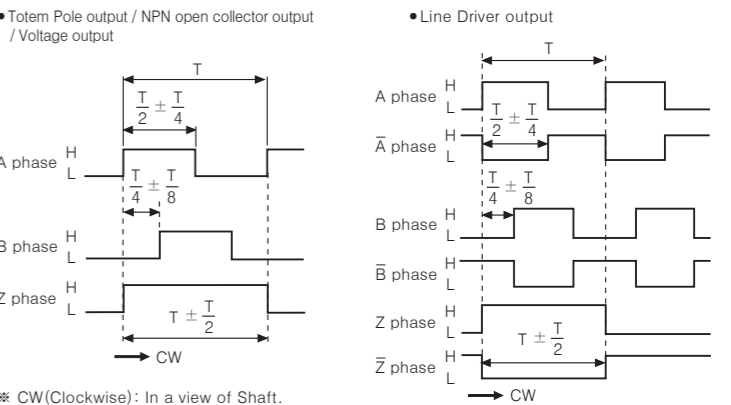 • Totem Pole output / NPN open collector output
/ Voltage output
T
T/2 ± T/4
A phase H
L
T/4 ± T/8
B phase H
L
Z phase H
L
T ± T/2
CW
※ CW(Clockwise): In a view of Shaft.
• Line Driver output
T
A phase H
L
T/2 ± T/4
A̅ phase H
L
T/4 ± T/8
B phase H
L
B̅ phase H
L
Z phase H
L
T ± T/2
Z̅ phase H
L
CW